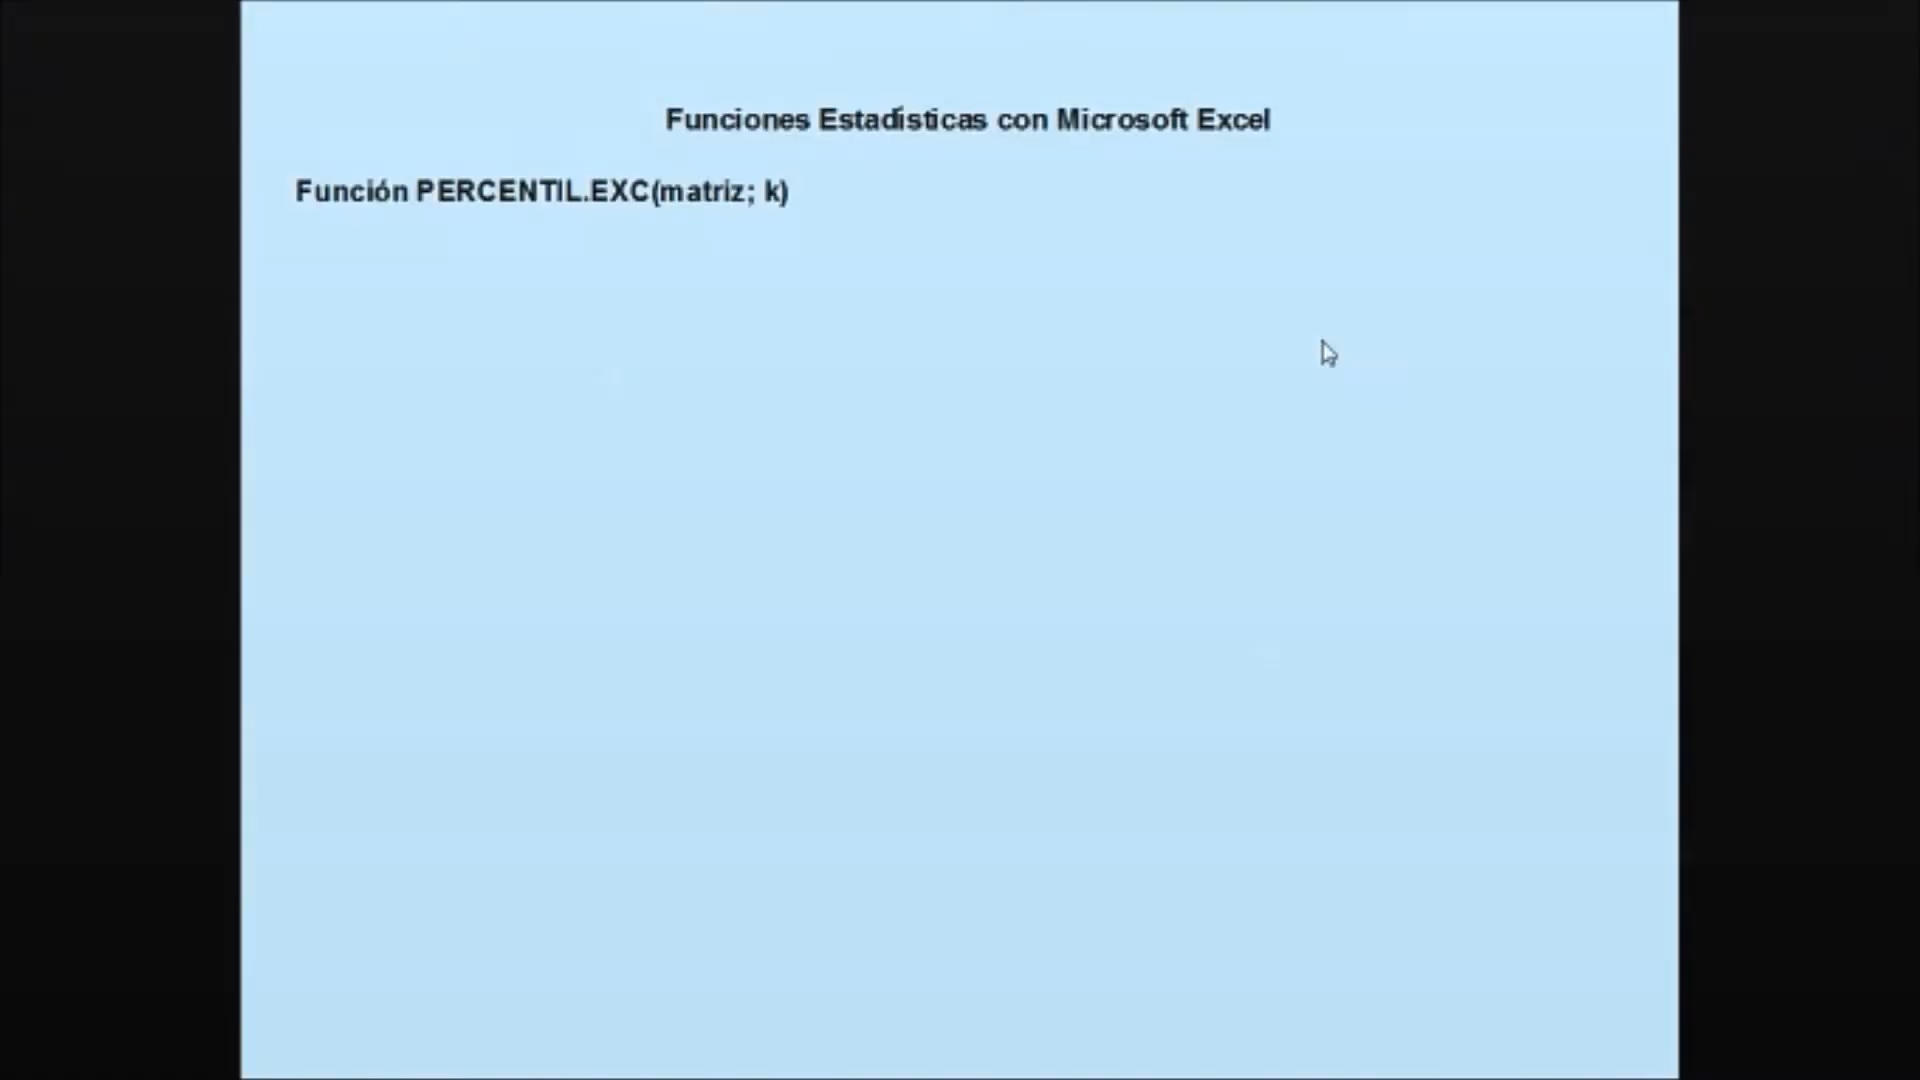 Funciones Estadísticas con Microsoft Excel
Función PERCENTIL.EXC(matriz; k)